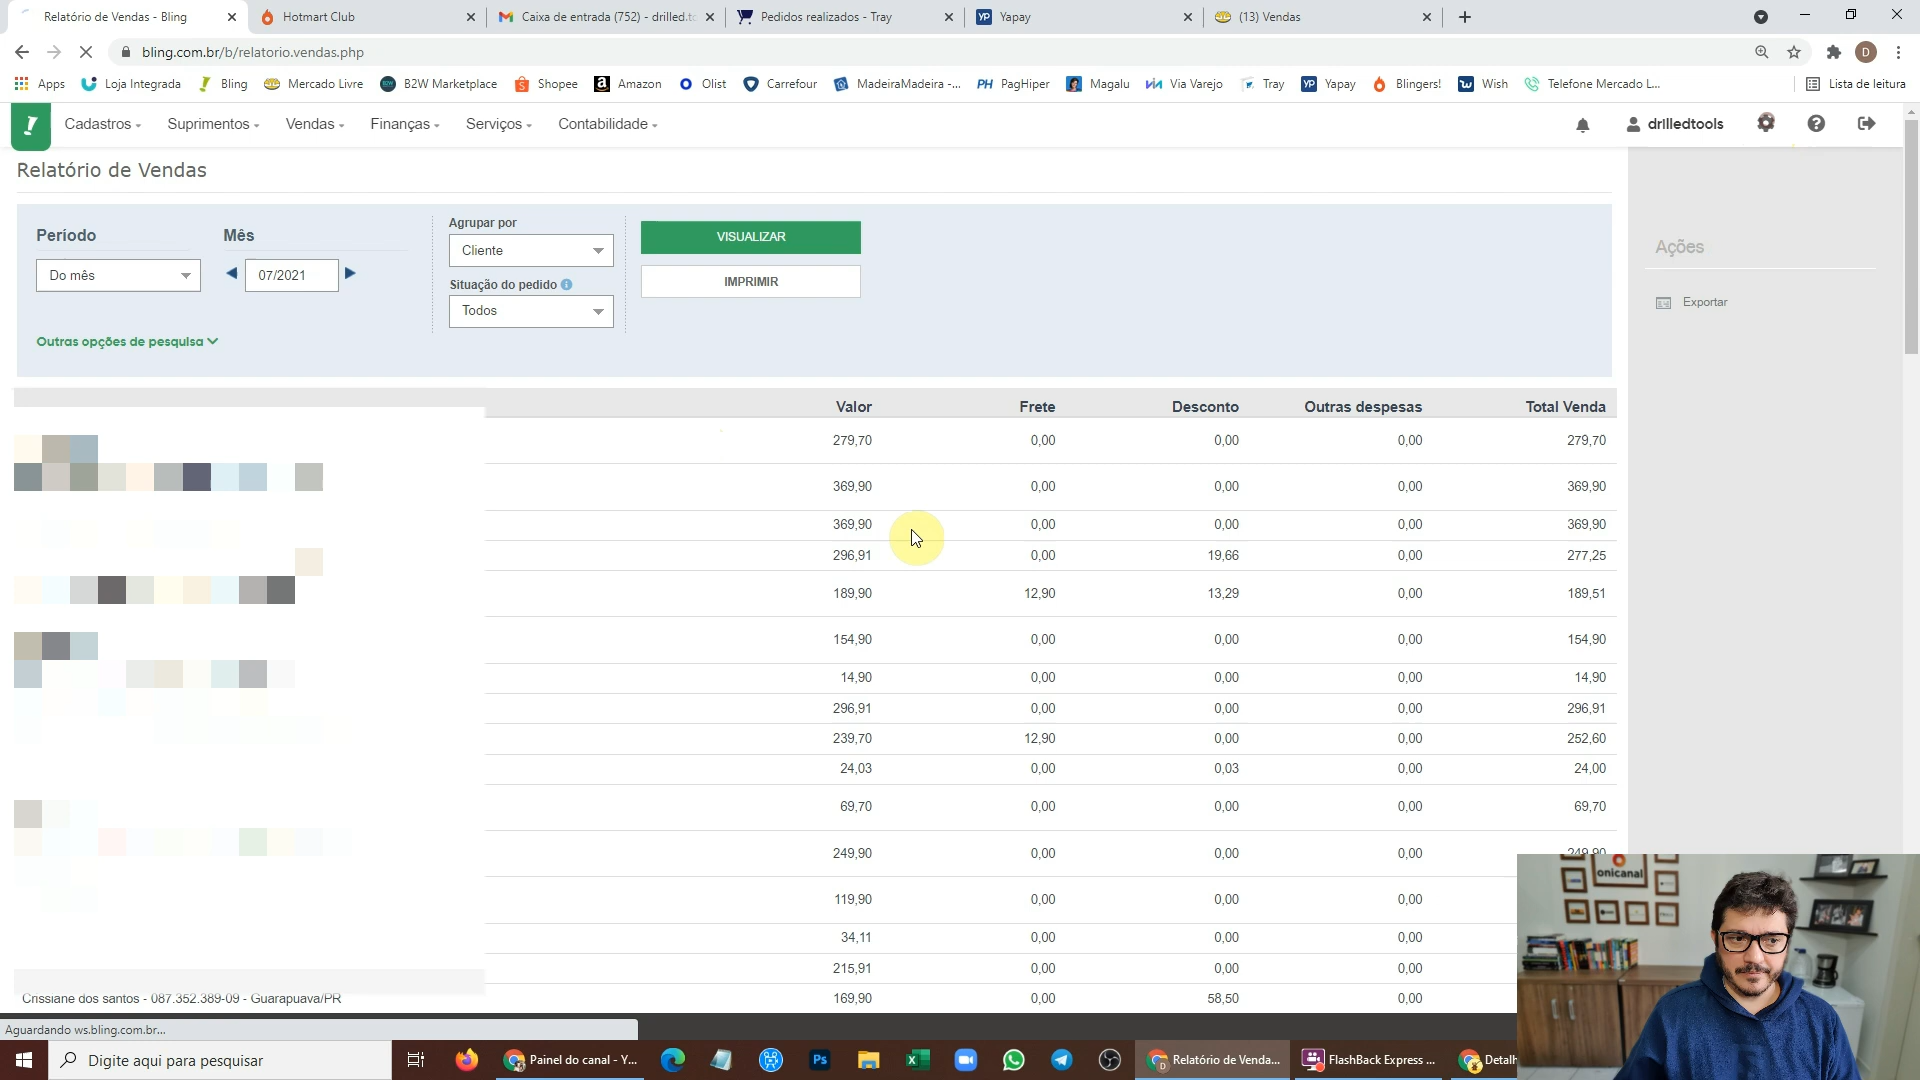 Relatório de Vendas - Bling
Hotmart Club
Caixa de entrada (752) - drilled.to
Pedidos realizados - Tray
Yapay
(13) Vendas
bling.com.br/b/relatorio.vendas.php
Apps
Loja Integrada
Bling
Mercado Livre
B2W Marketplace
Shopee
Amazon
Olist
Carrefour
MadeiraMadeira -...
PagHiper
Magalu
Via Varejo
Tray
Yapay
Blingers!
Wish
Telefone Mercado L...
Lista de leitura
Cadastros
Suprimentos
Vendas
Finanças
Serviços
Contabilidade
drilledtools
Relatório de Vendas
Período
Mês
Agrupar por
VISUALIZAR
Do mês
07/2021
Cliente
IMPRIMIR
Situação do pedido
Todos
Outras opções de pesquisa
Ações
Exportar
Valor Frete Desconto Outras despesas Total Venda
279,70 0,00 0,00 0,00 279,70
369,90 0,00 0,00 0,00 369,90
369,90 0,00 0,00 0,00 369,90
296,91 0,00 19,66 0,00 277,25
189,90 12,90 13,29 0,00 189,51
154,90 0,00 0,00 0,00 154,90
14,90 0,00 0,00 0,00 14,90
296,91 0,00 0,00 0,00 296,91
239,70 12,90 0,00 0,00 252,60
24,03 0,00 0,03 0,00 24,00
69,70 0,00 0,00 0,00 69,70
249,90 0,00 0,00 0,00 249,90
119,90 0,00 0,00 0,00
34,11 0,00 0,00 0,00
215,91 0,00 0,00 0,00
Crissiane dos santos - 087.352.389-09 - Guarapuava/PR 169,90 0,00 58,50 0,00
onicanal
Aguardando ws.bling.com.br...
Digite aqui para pesquisar
Painel do canal - Y...
Relatório de Venda...
FlashBack Express ...
Detalh